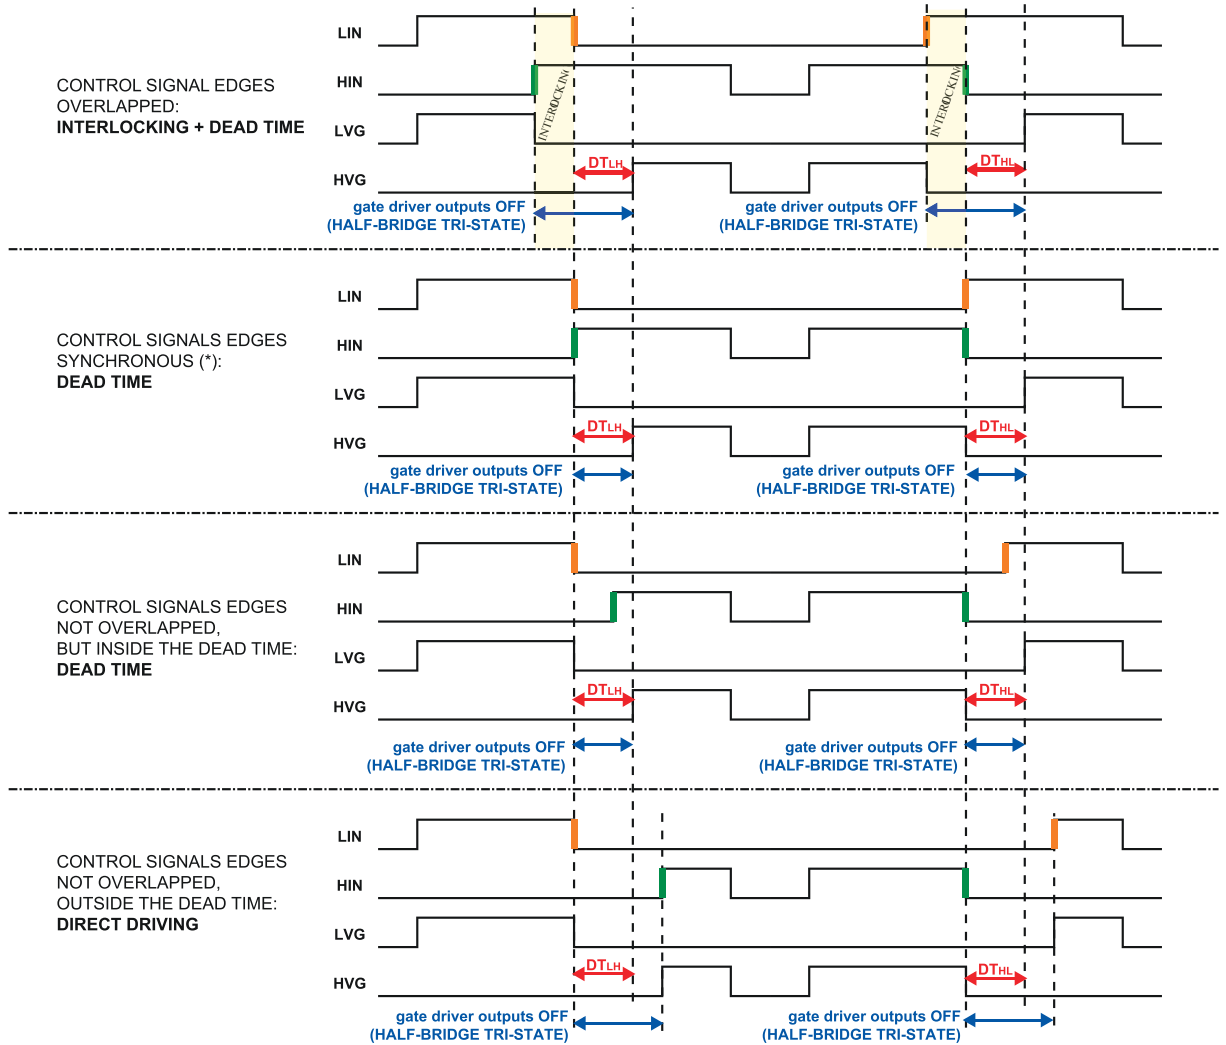 LIN
HIN
CONTROL SIGNAL EDGES
OVERLAPPED:
INTERLOCKING + DEAD TIME
INTERLOCKING
INTERLOCKING
LVG
DTLH
DTHL
HVG
gate driver outputs OFF
(HALF-BRIDGE TRI-STATE)
gate driver outputs OFF
(HALF-BRIDGE TRI-STATE)
LIN
CONTROL SIGNALS EDGES
SYNCHRONOUS (*):
DEAD TIME
HIN
LVG
DTLH
DTHL
HVG
gate driver outputs OFF
(HALF-BRIDGE TRI-STATE)
gate driver outputs OFF
(HALF-BRIDGE TRI-STATE)
LIN
CONTROL SIGNALS EDGES
NOT OVERLAPPED,
BUT INSIDE THE DEAD TIME:
DEAD TIME
HIN
LVG
DTLH
DTHL
HVG
gate driver outputs OFF
(HALF-BRIDGE TRI-STATE)
gate driver outputs OFF
(HALF-BRIDGE TRI-STATE)
LIN
CONTROL SIGNALS EDGES
NOT OVERLAPPED,
OUTSIDE THE DEAD TIME:
DIRECT DRIVING
HIN
LVG
DTLH
DTHL
HVG
gate driver outputs OFF
(HALF-BRIDGE TRI-STATE)
gate driver outputs OFF
(HALF-BRIDGE TRI-STATE)